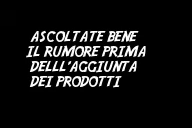 ASCOLTATE BENE
IL RUMORE PRIMA
DELLL'AGGIUNTA
DEI PRODOTTI